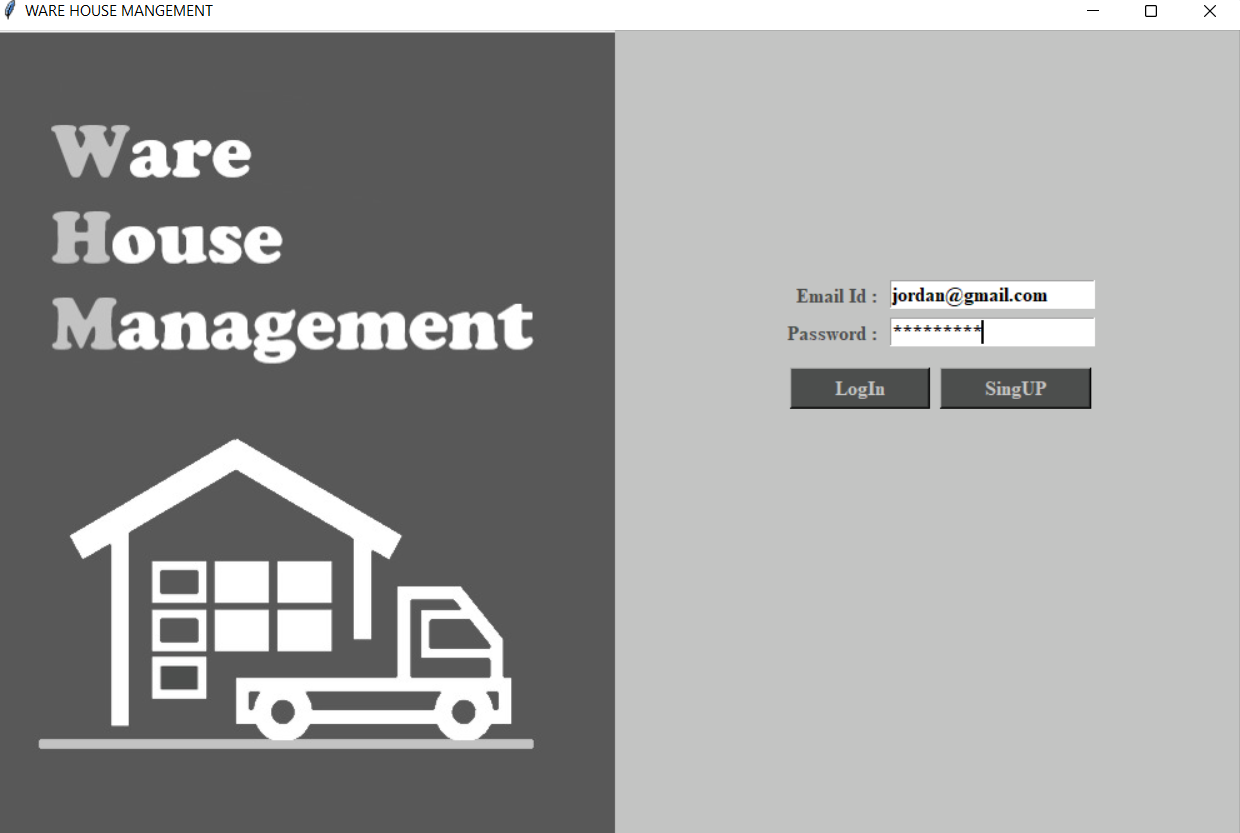 WARE HOUSE MANGEMENT
Ware
House
Management
Email Id : jordan@gmail.com
Password : *********
LogIn SingUP